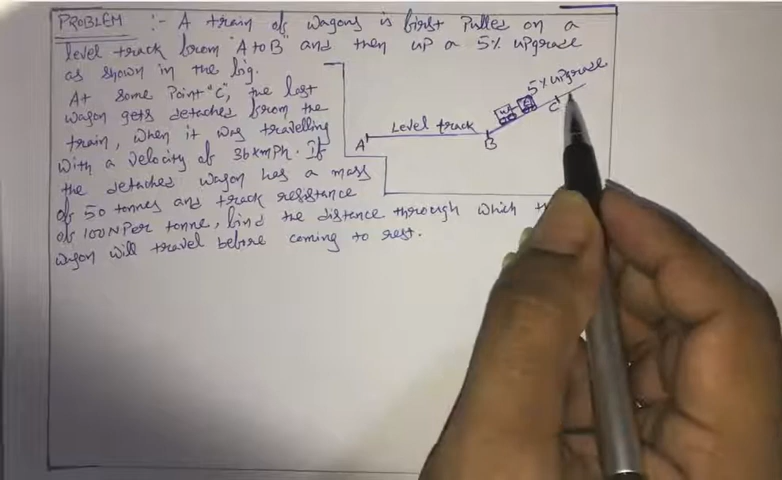 PROBLEM :- A train of wagons is first pulled on a
level track from "A to B" and then up a 5% upgrade
as shown in the fig.
At some point "C", the last
wagon gets detached from the
train, when it was travelling
with a velocity of 36 kmph. If
the detached wagon has a mass
of 50 tonnes and track resistance
of 100N Per tonne, find the distance through which
wagon will travel before coming to rest.
5% upgrade
C
Level track
A
B